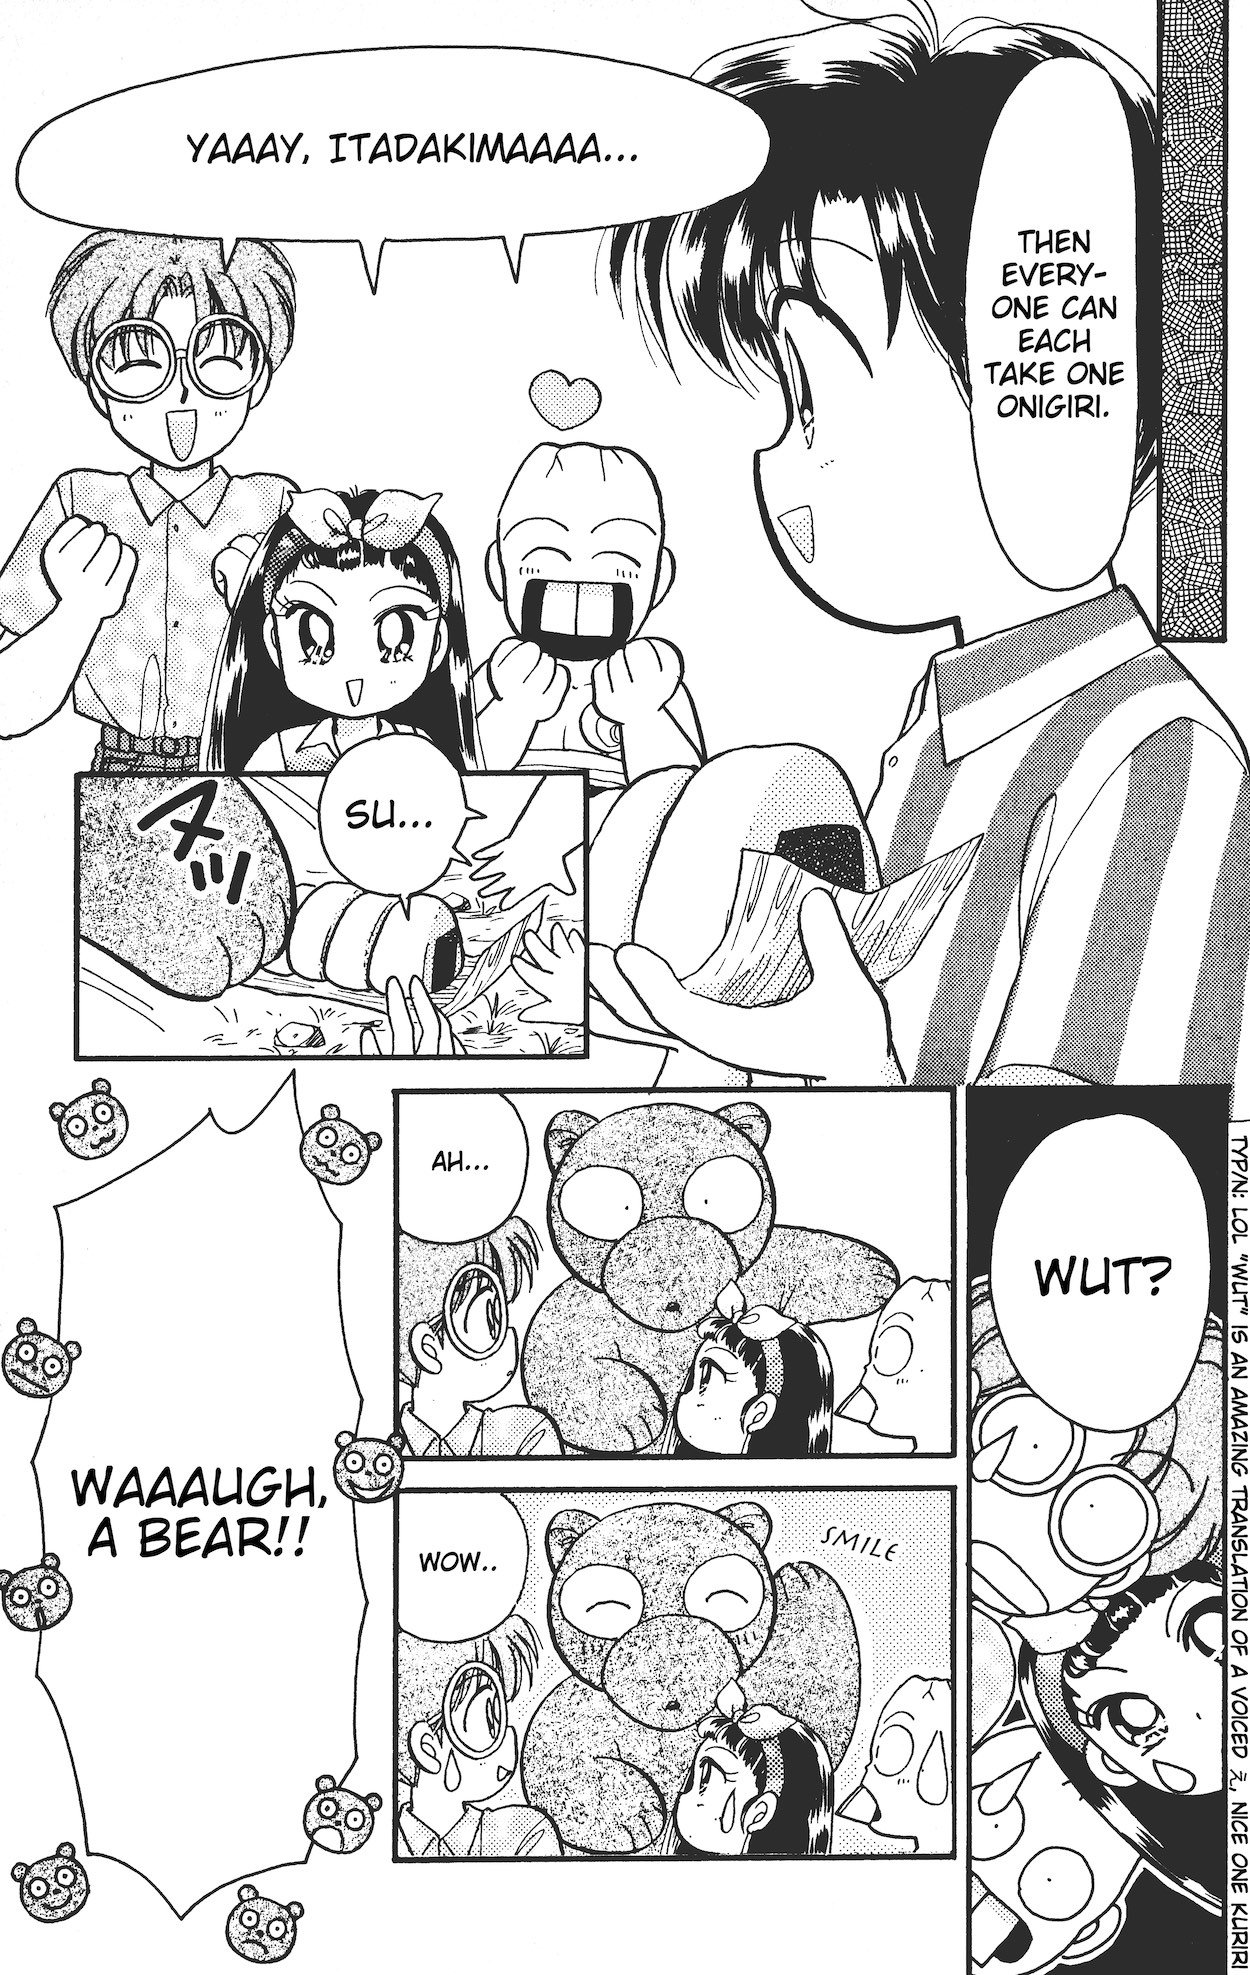 THEN
EVERY-
ONE CAN
EACH
TAKE ONE
ONIGIRI.
YAAAY, ITADAKIMAAAA...
SU...
ヌッ
WUT?
AH...
WOW..
SMILE
WAAAUGH,
A BEAR!!
TYP/N: LOL "WUT" IS AN AMAZING TRANSLATION OF A VOICED え, NICE ONE KURIRI